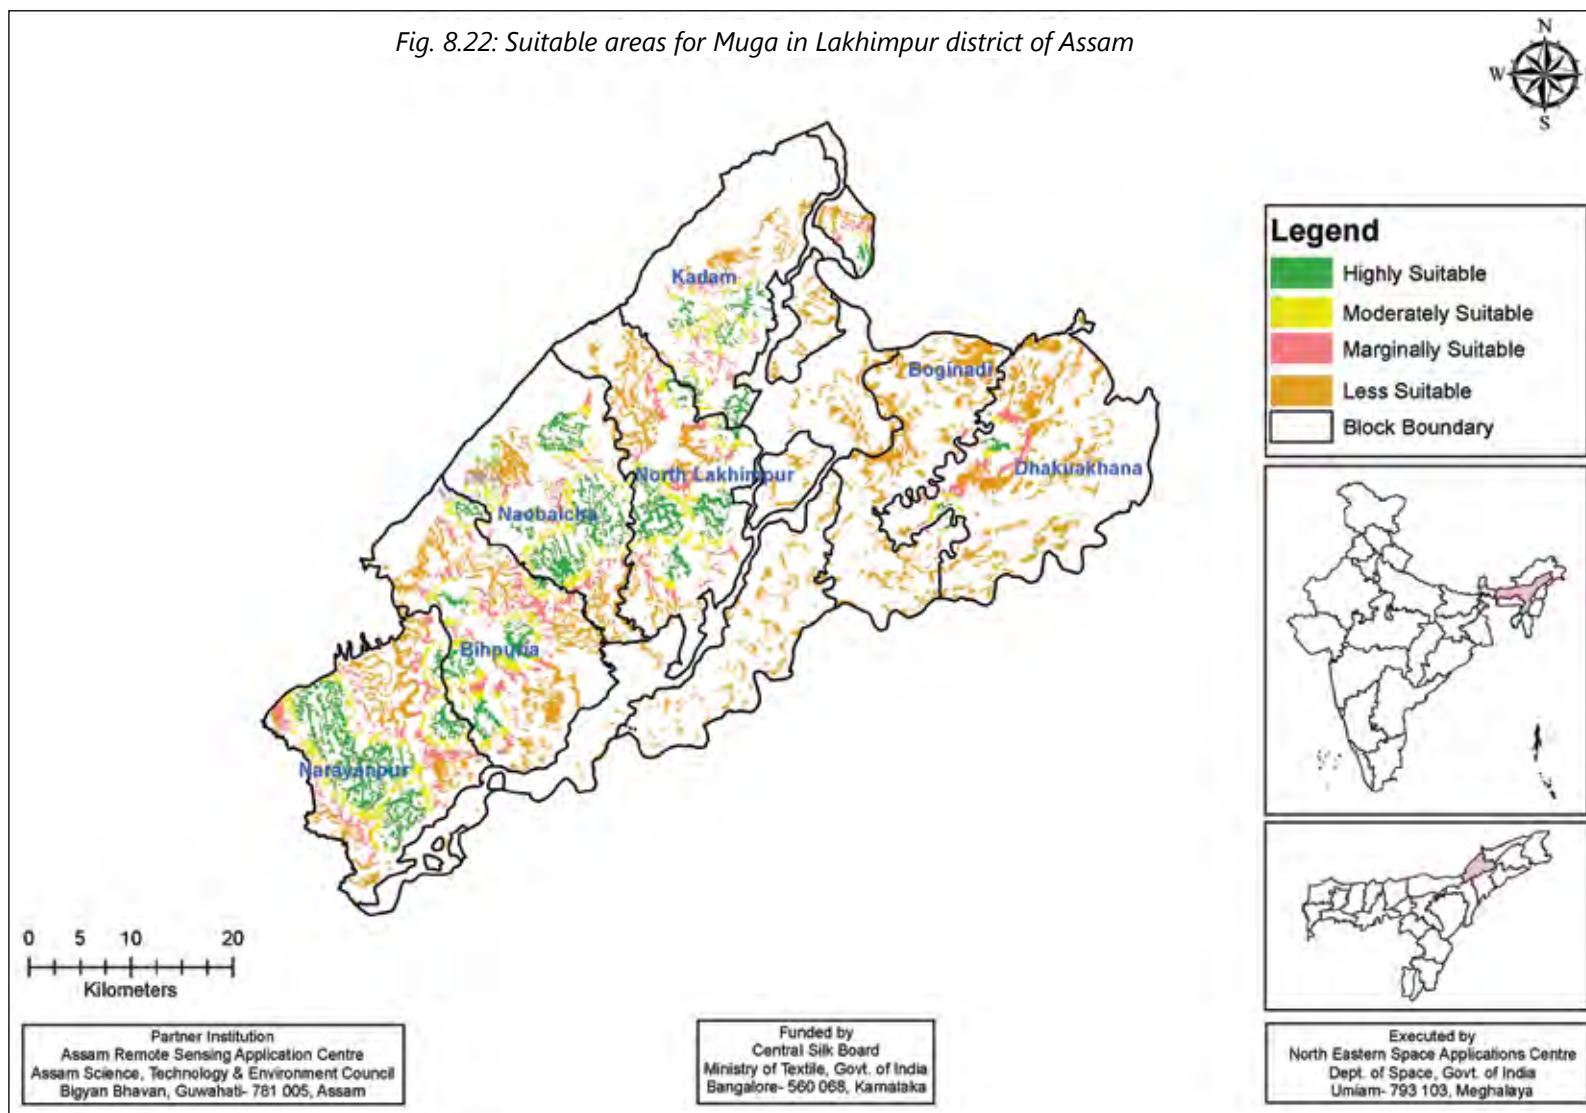 Fig. 8.22: Suitable areas for Muga in Lakhimpur district of Assam
N
W
S
Legend
Highly Suitable
Moderately Suitable
Marginally Suitable
Less Suitable
Block Boundary
Kadam
Boginadi
Dhakuakhana
North Lakhimpur
Naobaicha
Bihpuria
Narayanpur
0 5 10 20
Kilometers
Partner Institution
Assam Remote Sensing Application Centre
Assam Science, Technology & Environment Council
Bigyan Bhavan, Guwahati- 781 005, Assam
Funded by
Central Silk Board
Ministry of Textile, Govt. of India
Bangalore- 560 068, Karnataka
Executed by
North Eastern Space Applications Centre
Dept. of Space, Govt. of India
Umiam- 793 103, Meghalaya